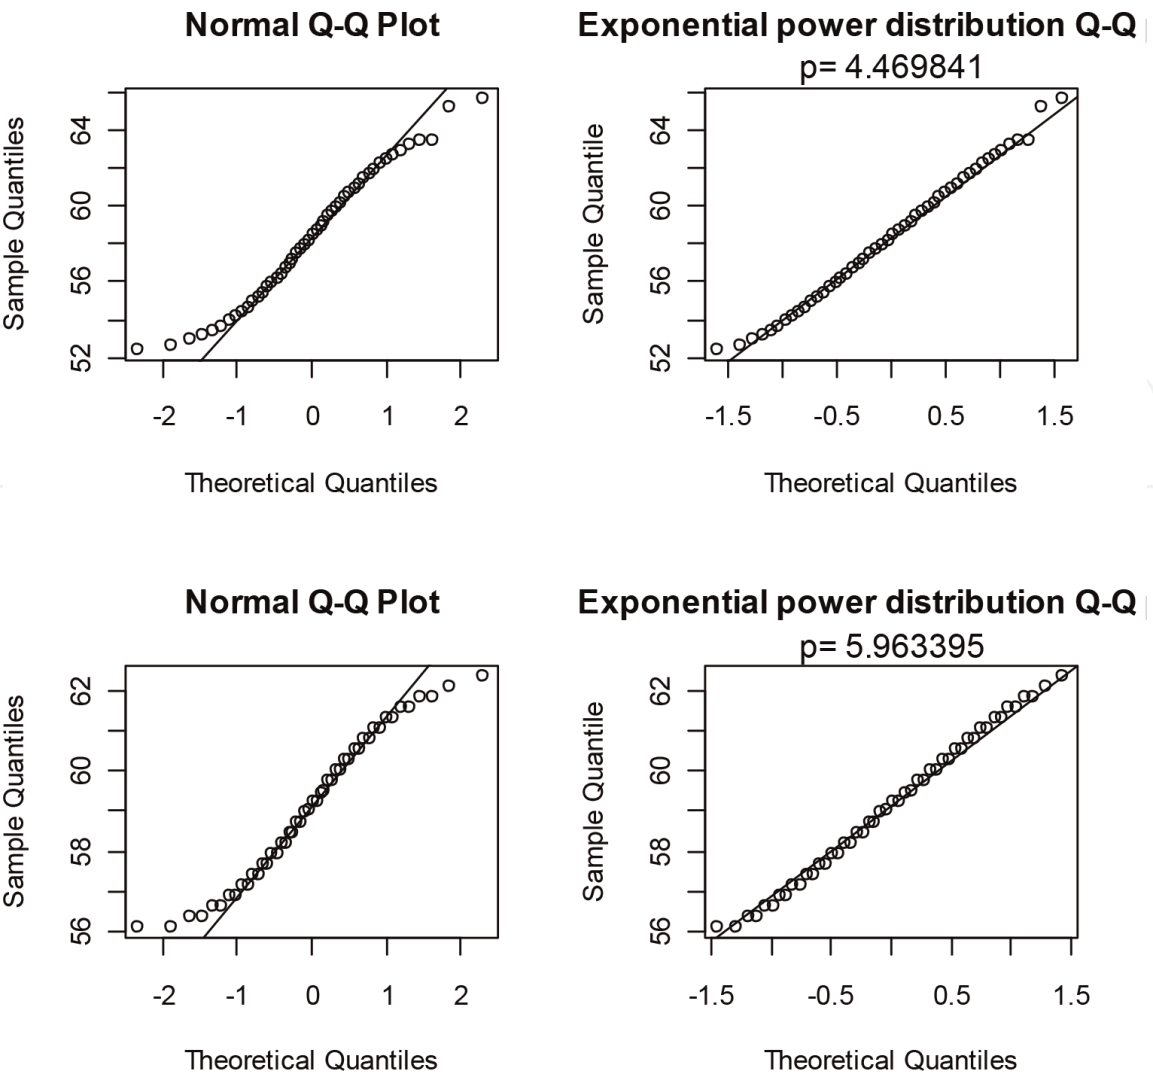 Normal Q-Q Plot
Exponential power distribution Q-Q
p= 4.469841
Sample Quantiles
64
60
56
52
-2 -1 0 1 2
Theoretical Quantiles
Sample Quantile
64
60
56
52
-1.5 -0.5 0.5 1.5
Theoretical Quantiles
Normal Q-Q Plot
Exponential power distribution Q-Q
p= 5.963395
Sample Quantiles
62
60
58
56
-2 -1 0 1 2
Theoretical Quantiles
Sample Quantile
62
60
58
56
-1.5 -0.5 0.5 1.5
Theoretical Quantiles